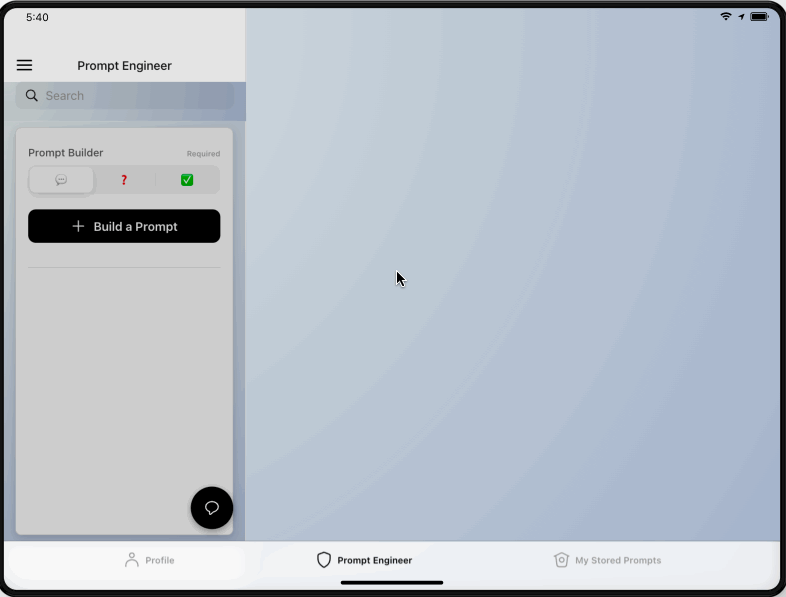 5:40
Prompt Engineer
Search
Prompt Builder
Required
❓
✅
Build a Prompt
Profile
Prompt Engineer
My Stored Prompts